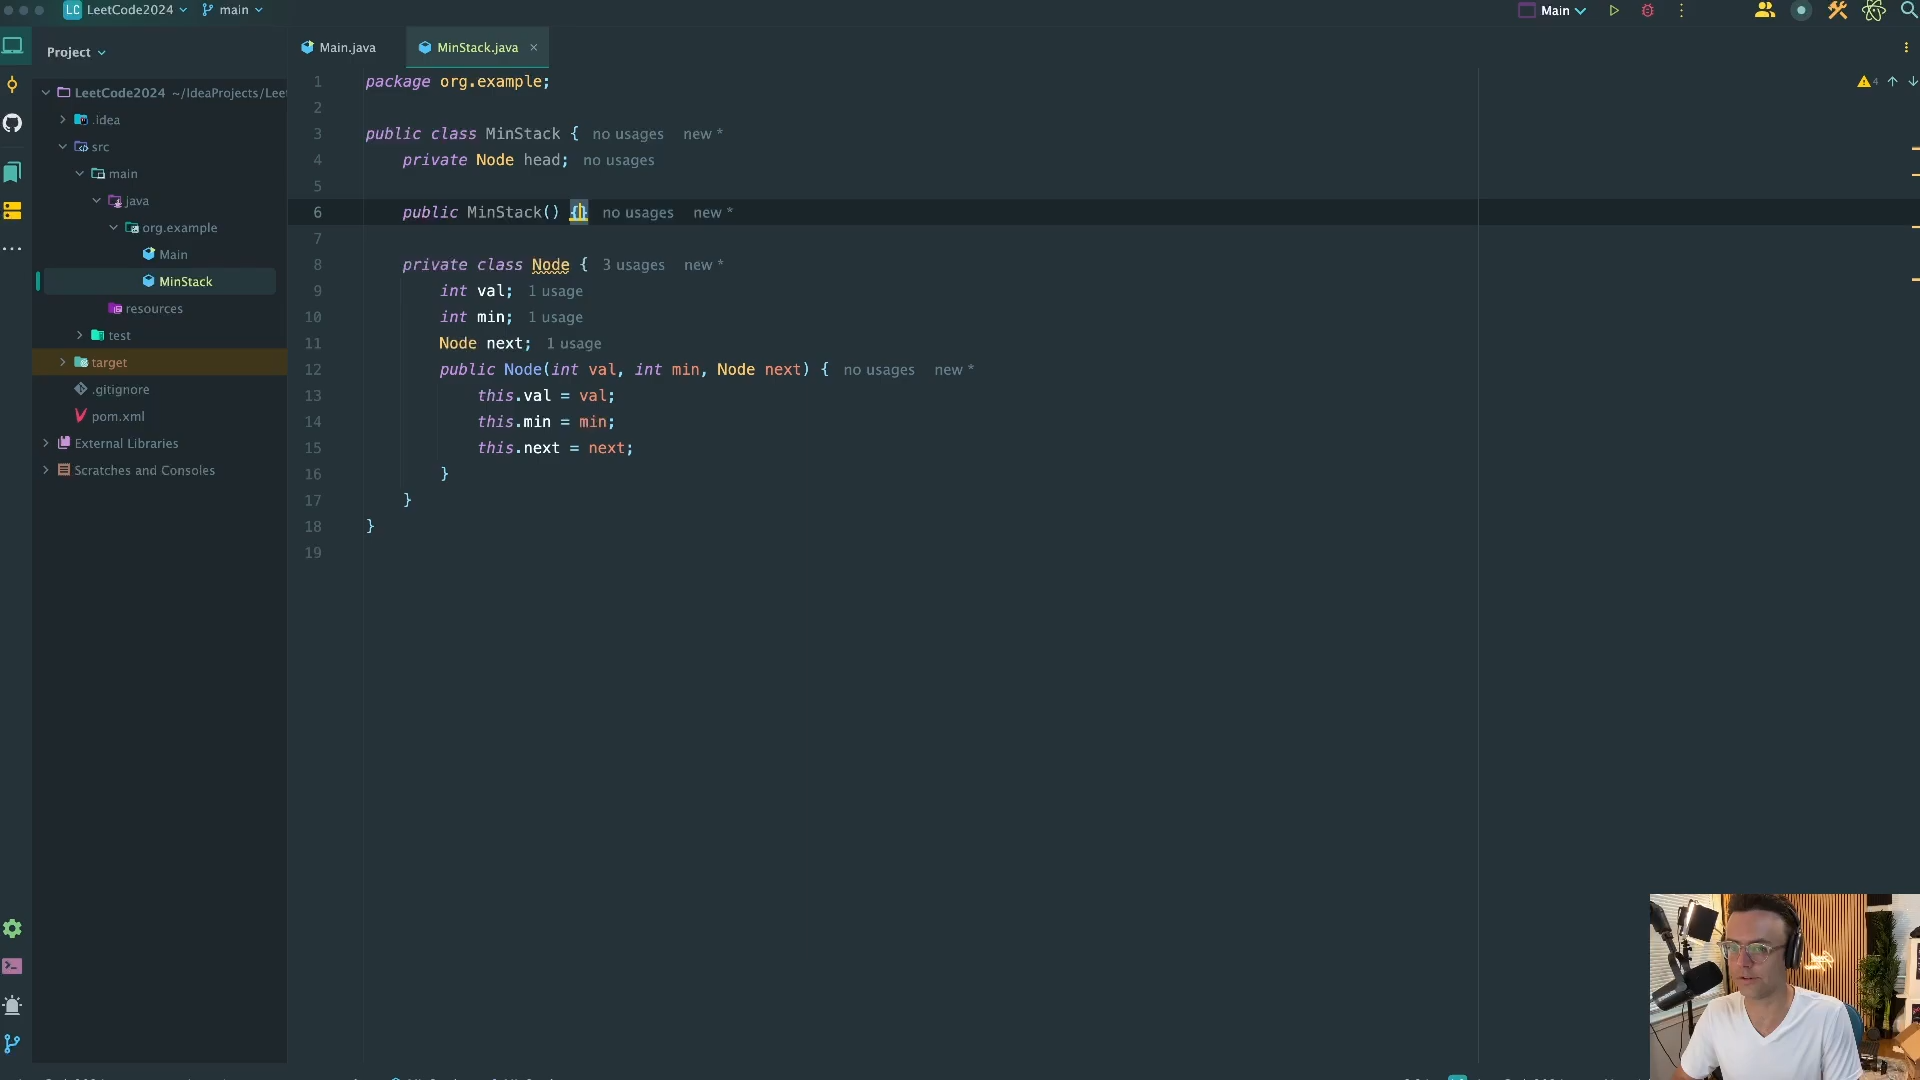 LC LeetCode2024 main
Main
Project
Main.java MinStack.java
LeetCode2024 ~/IdeaProjects/Lee
.idea
src
main
java
org.example
Main
MinStack
resources
test
target
.gitignore
pom.xml
External Libraries
Scratches and Consoles
4
1 package org.example;
2
3 public class MinStack { no usages new *
4 private Node head; no usages
5
6 public MinStack() {} no usages new *
7
8 private class Node { 3 usages new *
9 int val; 1 usage
10 int min; 1 usage
11 Node next; 1 usage
12 public Node(int val, int min, Node next) { no usages new *
13 this.val = val;
14 this.min = min;
15 this.next = next;
16 }
17 }
18 }
19